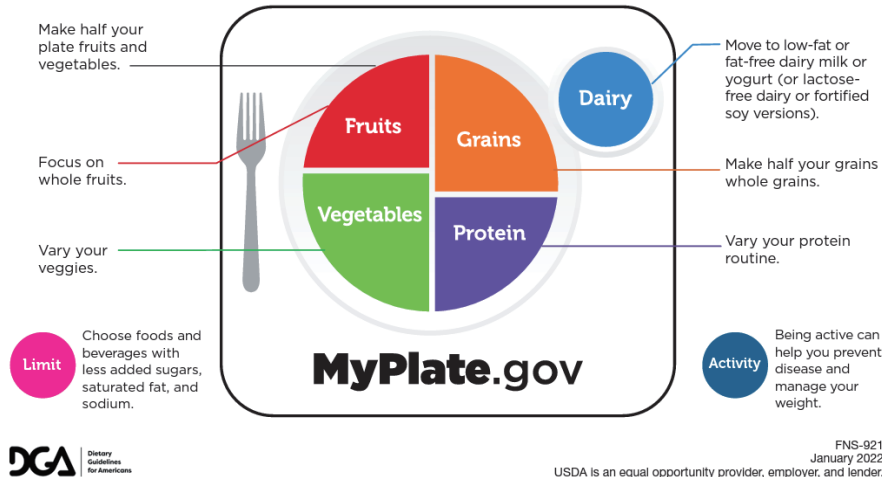 Make half your
plate fruits and
vegetables.
Focus on
whole fruits.
Vary your
veggies.
Fruits
Grains
Vegetables
Protein
Dairy
Move to low-fat or
fat-free dairy milk or
yogurt (or lactose-
free dairy or fortified
soy versions).
Make half your grains
whole grains.
Vary your protein
routine.
Limit
Choose foods and
beverages with
less added sugars,
saturated fat, and
sodium.
MyPlate.gov
Activity
Being active can
help you prevent
disease and
manage your
weight.
DGA
Dietary
Guidelines
for Americans
FNS-921
January 2022
USDA is an equal opportunity provider, employer, and lender.